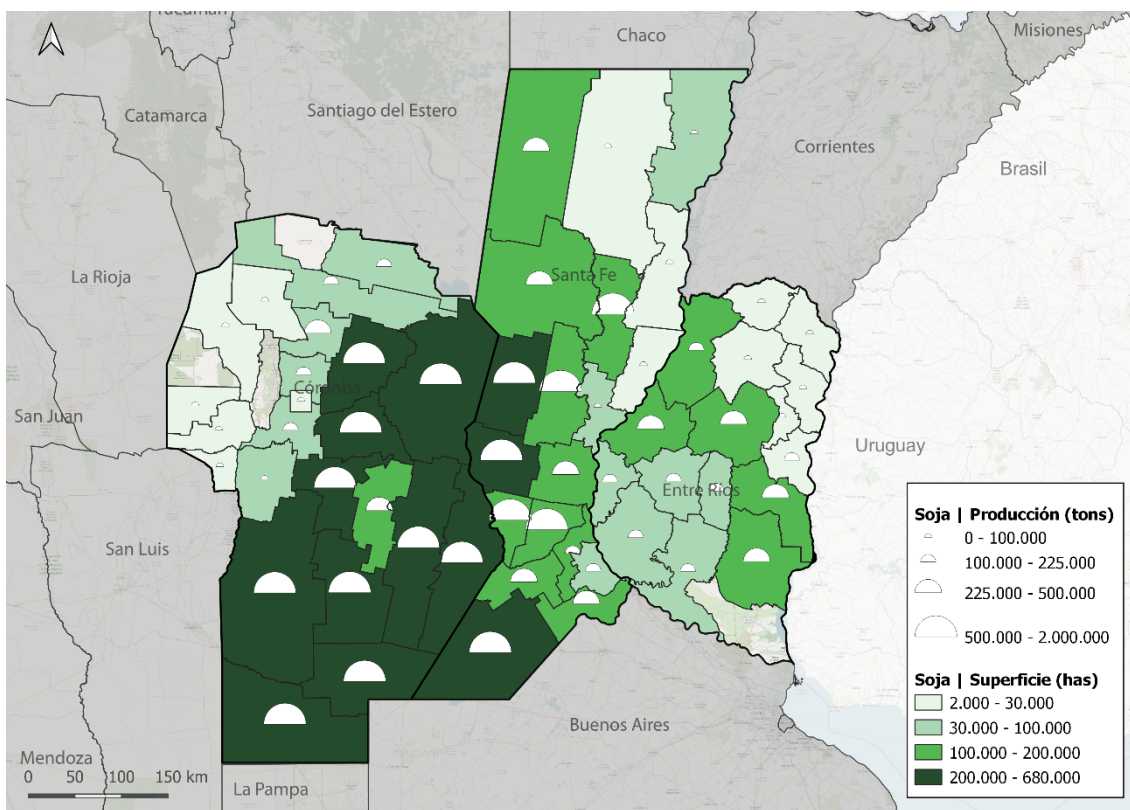 Tucumán
Chaco
Misiones
Catamarca
Santiago del Estero
Corrientes
Brasil
La Rioja
Santa Fe
Córdoba
San Juan
Uruguay
Entre Ríos
San Luis
Buenos Aires
Mendoza
La Pampa
0 50 100 150 km
Soja | Producción (tons)
0 - 100.000
100.000 - 225.000
225.000 - 500.000
500.000 - 2.000.000
Soja | Superficie (has)
2.000 - 30.000
30.000 - 100.000
100.000 - 200.000
200.000 - 680.000